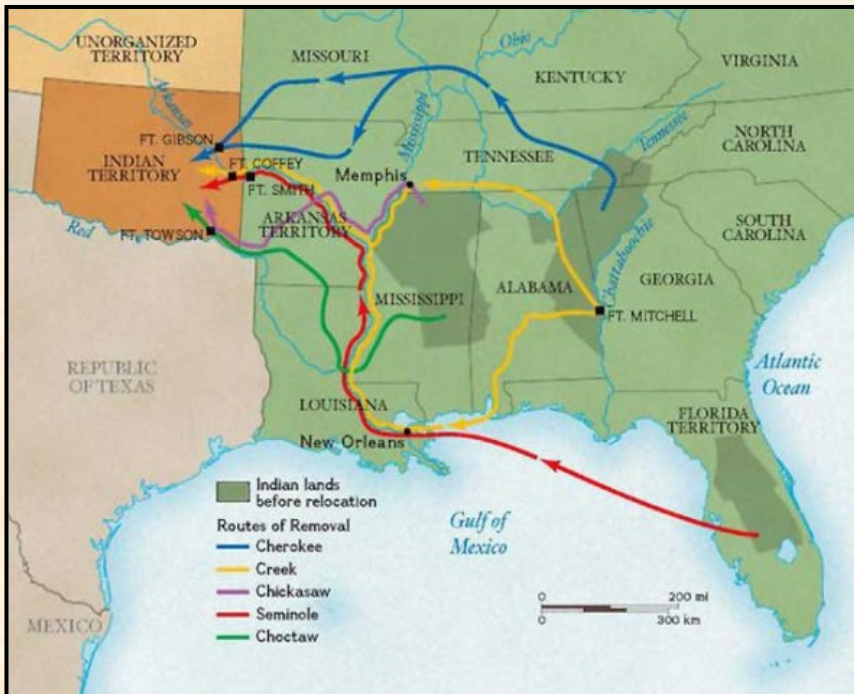 UNORGANIZED
TERRITORY
MISSOURI
Ohio
KENTUCKY
VIRGINIA
Arkansas
Mississippi
Tennessee
FT. GIBSON
INDIAN
TERRITORY
FT. COFFEY
FT. SMITH
Memphis
TENNESSEE
NORTH
CAROLINA
ARKANSAS
TERRITORY
SOUTH
CAROLINA
Red
FT. TOWSON
MISSISSIPPI
ALABAMA
Chattahoochie
GEORGIA
FT. MITCHELL
REPUBLIC
OF TEXAS
Atlantic
Ocean
LOUISIANA
New Orleans
FLORIDA
TERRITORY
Indian lands
before relocation
Routes of Removal
Cherokee
Creek
Chickasaw
Seminole
Choctaw
Gulf of
Mexico
0 200 mi
0 300 km
MEXICO